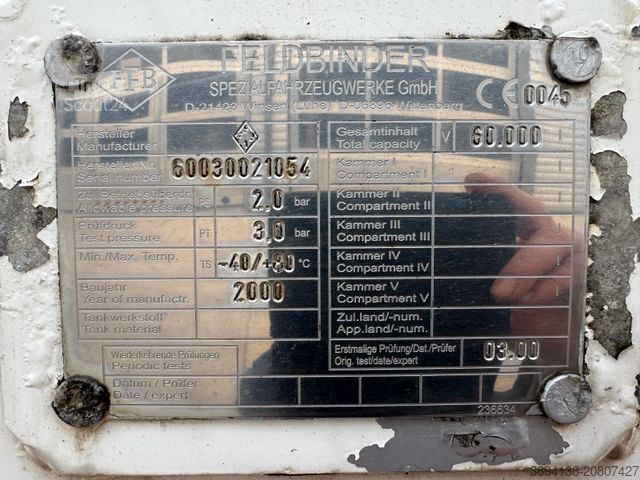 FFB
Scout24
FELDBINDER
SPEZIALFAHRZEUGWERKE GmbH
D-21423 Winsen (Luhe) D-06896 Wittenberg
CE 0045
Hersteller
Manufacturer
Hersteller Nr.
Serial number
60030021054
Zul. Betriebsüberdr.
Allowable pressure
PS 2,0 bar
Prüfdruck
Test pressure
PT 3,0 bar
Min./Max. Temp.
TS -40/+80 °C
Baujahr
Year of manufactr.
2000
Tankwerkstoff
Tank material
Wiederkehrende Prüfungen
Periodic tests
Datum / Prüfer
Date / expert
Gesamtinhalt
Total capacity
V 60.000 l
Kammer I
Compartment I
l
Kammer II
Compartment II
l
Kammer III
Compartment III
l
Kammer IV
Compartment IV
l
Kammer V
Compartment V
l
Zul.land/-num.
App.land/-num.
Erstmalige Prüfung/Dat./Prüfer
Orig. test/date/expert
03.00
236634
3894136-20807427